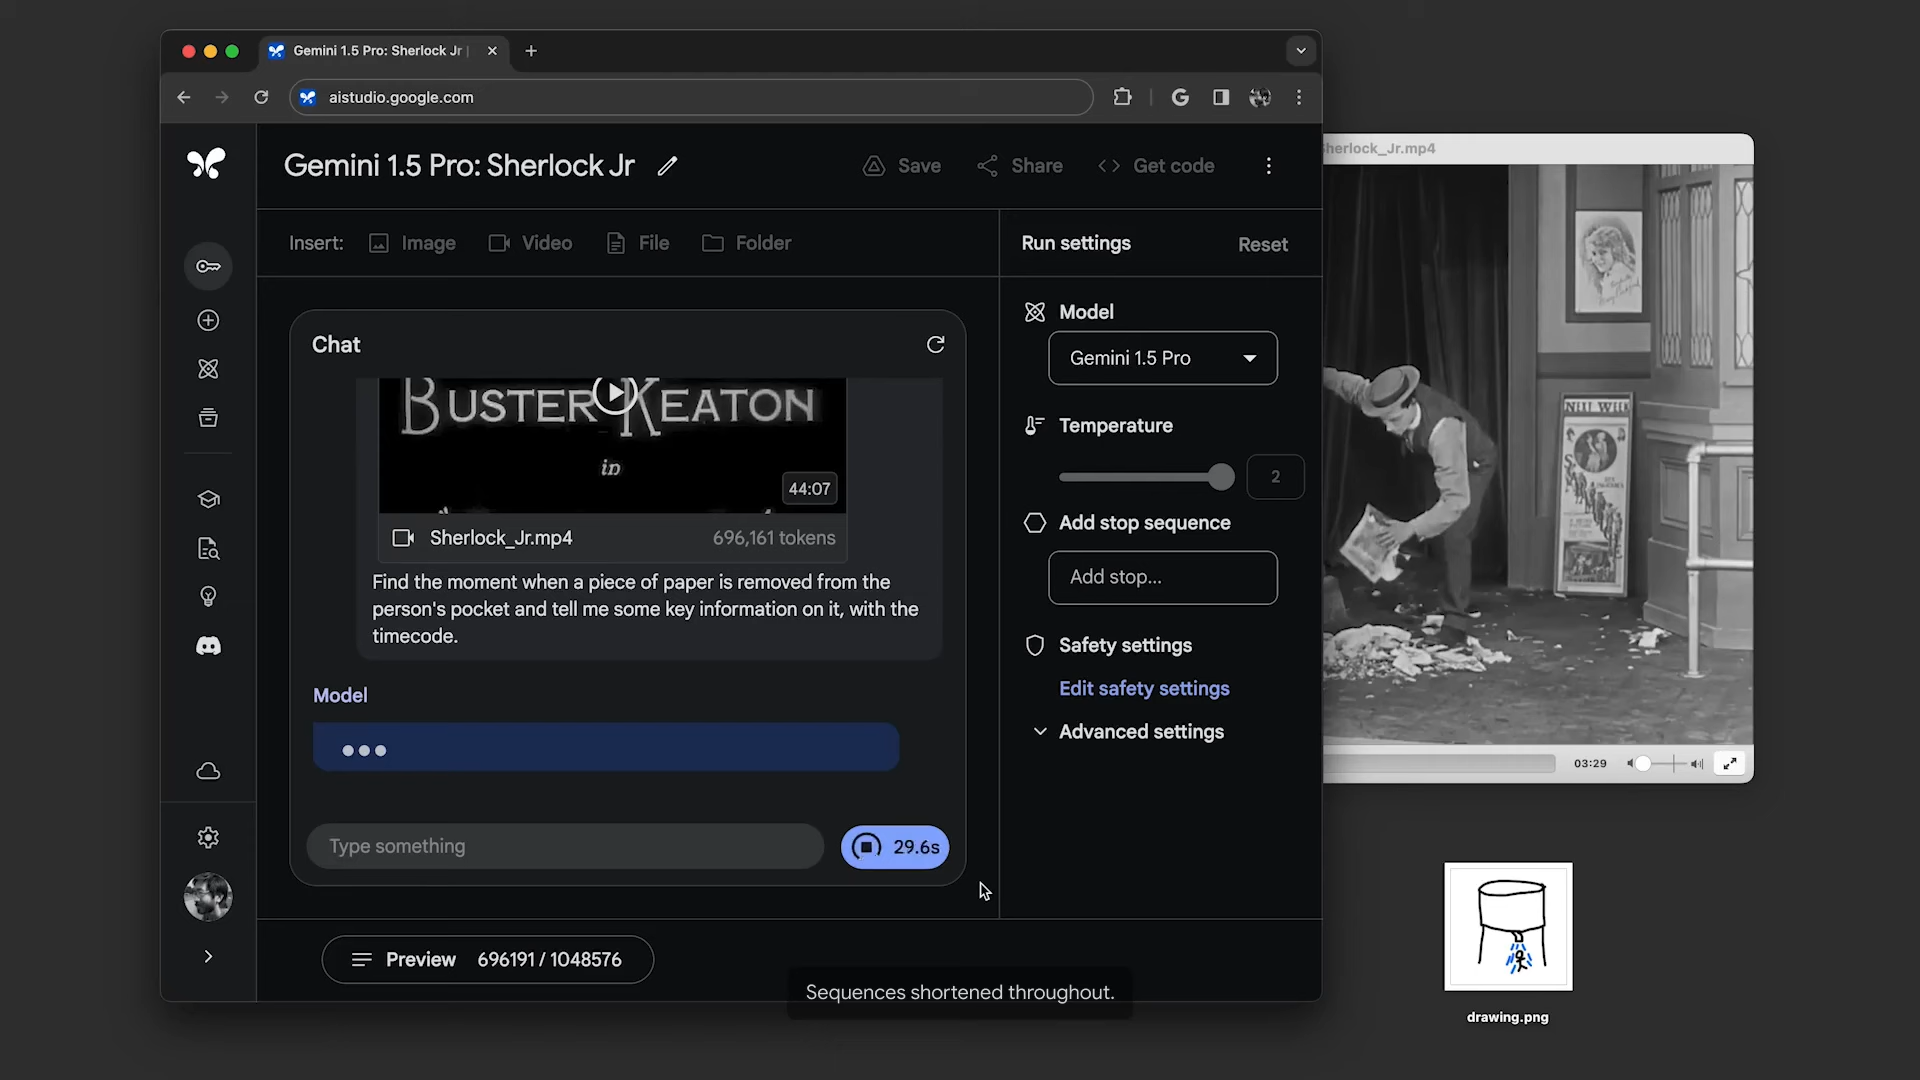 Gemini 1.5 Pro: Sherlock Jr |
aistudio.google.com
Gemini 1.5 Pro: Sherlock Jr
Save
Share
Get code
Insert:
Image
Video
File
Folder
Run settings
Reset
Chat
BUSTER KEATON
in
44:07
Sherlock_Jr.mp4
696,161 tokens
Find the moment when a piece of paper is removed from the
person's pocket and tell me some key information on it, with the
timecode.
Model
29.6s
Type something
Preview 696191 / 1048576
Model
Gemini 1.5 Pro
Temperature
2
Add stop sequence
Add stop...
Safety settings
Edit safety settings
Advanced settings
Sherlock_Jr.mp4
NEXT WEEK
03:29
drawing.png
Sequences shortened throughout.